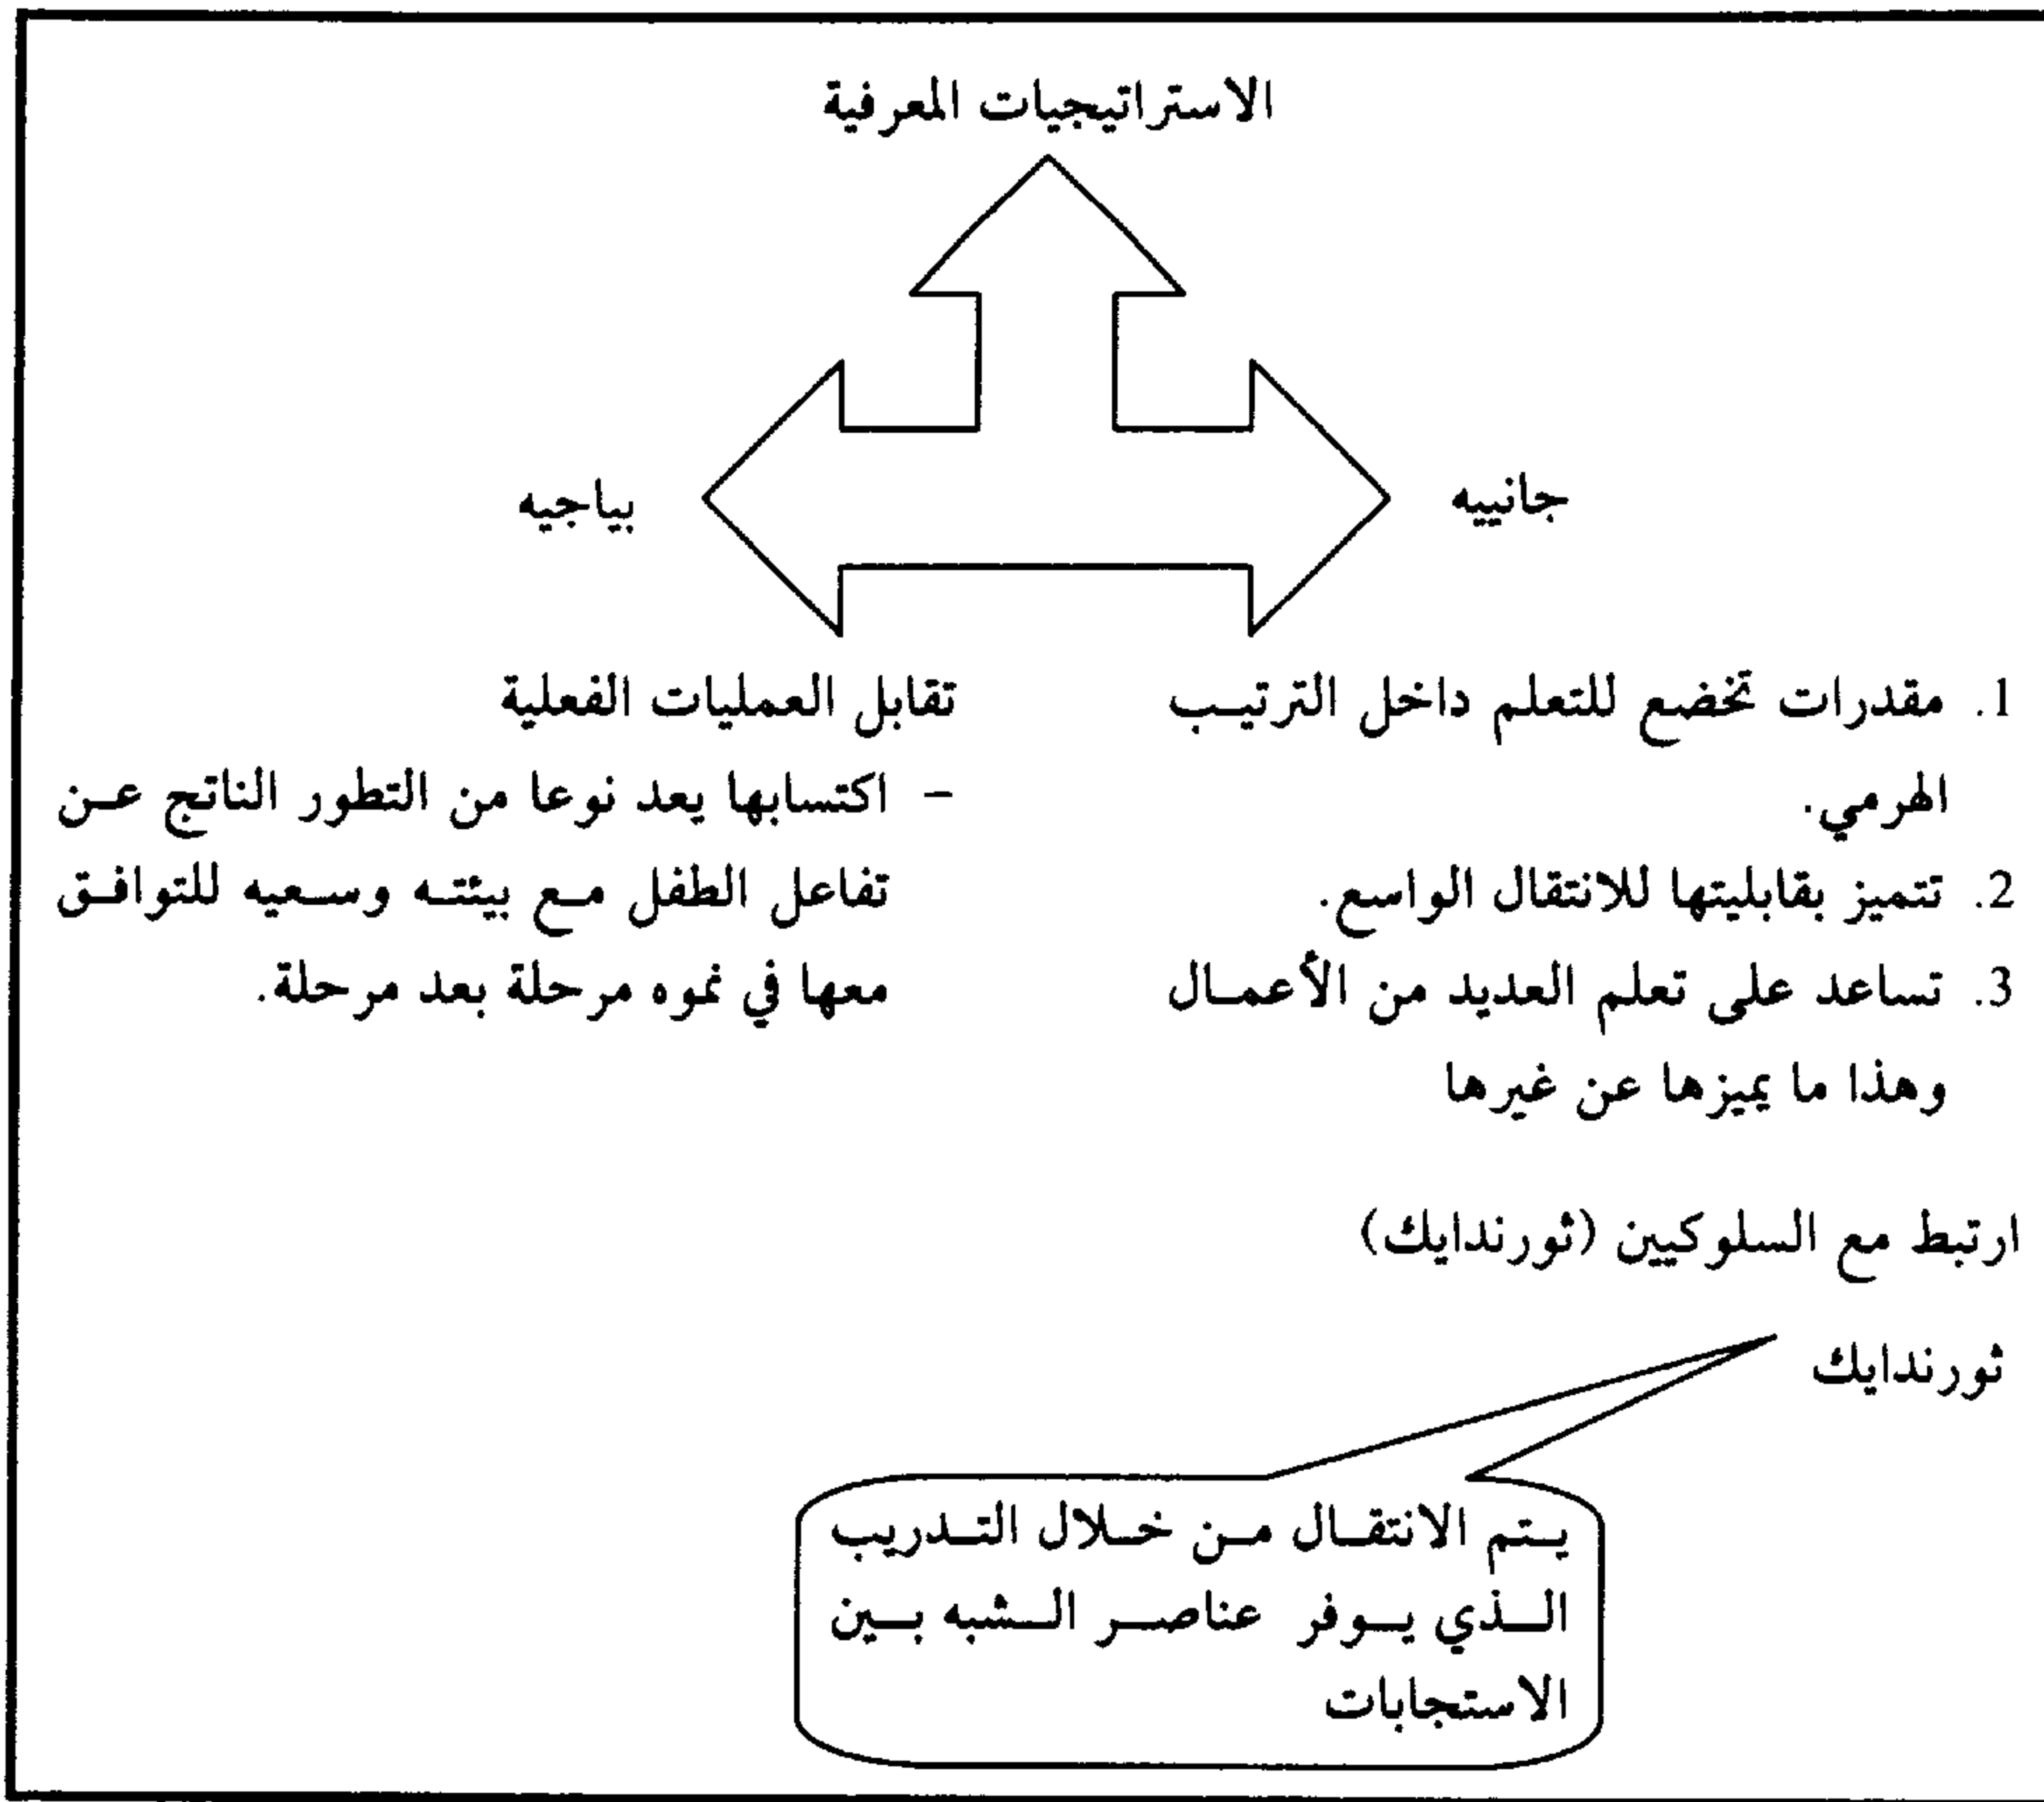 الاستراتيجيات المعرفية
جانييه
بياجيه
1. مقدرات تخضع للتعلم داخل الترتيب
الهرمي.
2. تتميز بقابليتها للانتقال الواسع.
3. تساعد على تعلم العديد من الأعمال
وهذا ما يميزها عن غيرها
تقابل العمليات الفعلية
- اكتسابها يعد نوعا من التطور الناتج عن
تفاعل الطفل مع بيئته وسعيه للتوافق
معها في نموه مرحلة بعد مرحلة.
ارتبط مع السلوكيين (ثورندايك)
ثورندايك
يتم الانتقال من خلال التدريب
الذي يوفر عناصر الشبه بين
الاستجابات